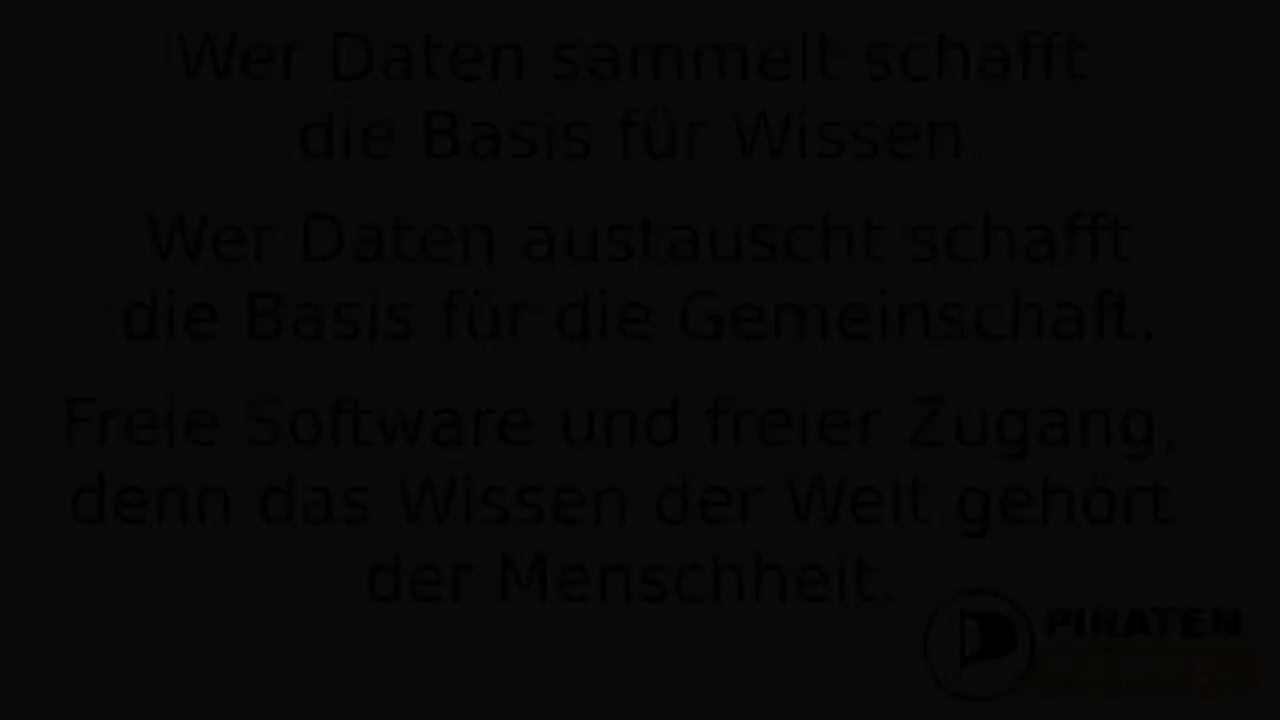 Wer Daten sammelt schafft
die Basis für Wissen.
Wer Daten austauscht schafft
die Basis für die Gemeinschaft.
Freie Software und freier Zugang,
denn das Wissen der Welt gehört
der Menschheit.
PIRATEN